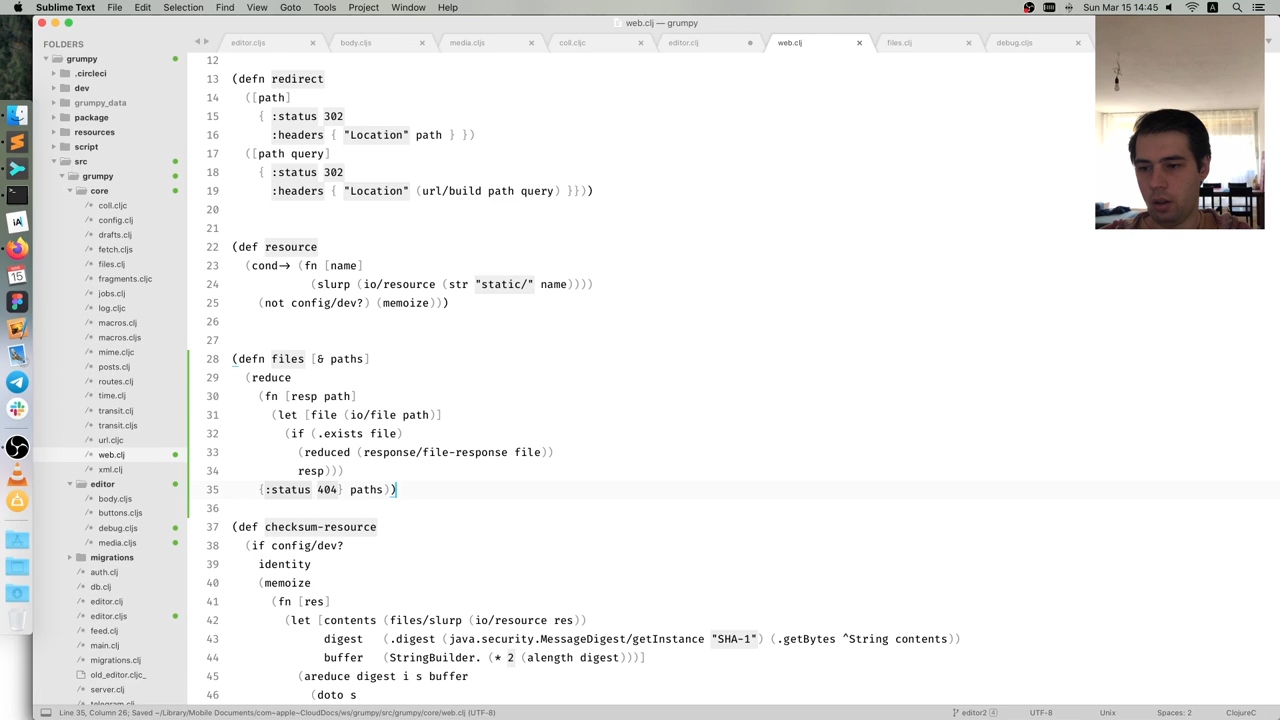 Sublime Text File Edit Selection Find View Goto Tools Project Window Help
Sun Mar 15 14:45
web.clj — grumpy
editor.cljs body.cljs media.cljs coll.cljc editor.clj web.clj files.clj debug.cljs
FOLDERS
grumpy
.circleci
dev
grumpy_data
package
resources
script
src
grumpy
core
coll.cljc
config.clj
drafts.clj
fetch.cljs
files.clj
fragments.cljc
jobs.clj
log.cljc
macros.clj
macros.cljs
mime.cljc
posts.clj
routes.clj
time.clj
transit.clj
transit.cljs
url.cljc
web.clj
xml.clj
editor
body.cljs
buttons.cljs
debug.cljs
media.cljs
migrations
auth.clj
db.clj
editor.clj
editor.cljs
feed.clj
main.clj
migrations.clj
old_editor.cljc_
server.clj
telegram.clj
12
13 (defn redirect
14 ([path]
15 { :status 302
16 :headers { "Location" path } })
17 ([path query]
18 { :status 302
19 :headers { "Location" (url/build path query) }}))
20
21
22 (def resource
23 (cond-> (fn [name]
24 (slurp (io/resource (str "static/" name))))
25 (not config/dev?) (memoize)))
26
27
28 (defn files [& paths]
29 (reduce
30 (fn [resp path]
31 (let [file (io/file path)]
32 (if (.exists file)
33 (reduced (response/file-response file))
34 resp)))
35 {:status 404} paths))
36
37 (def checksum-resource
38 (if config/dev?
39 identity
40 (memoize
41 (fn [res]
42 (let [contents (files/slurp (io/resource res))
43 digest (.digest (java.security.MessageDigest/getInstance "SHA-1") (.getBytes ^String contents))
44 buffer (StringBuilder. (* 2 (alength digest)))]
45 (areduce digest i s buffer
46 (doto s
Line 35, Column 26; Saved ~/Library/Mobile Documents/com~apple~CloudDocs/ws/grumpy/src/grumpy/core/web.clj (UTF-8)
editor2 4 UTF-8 Unix Spaces: 2 ClojureC